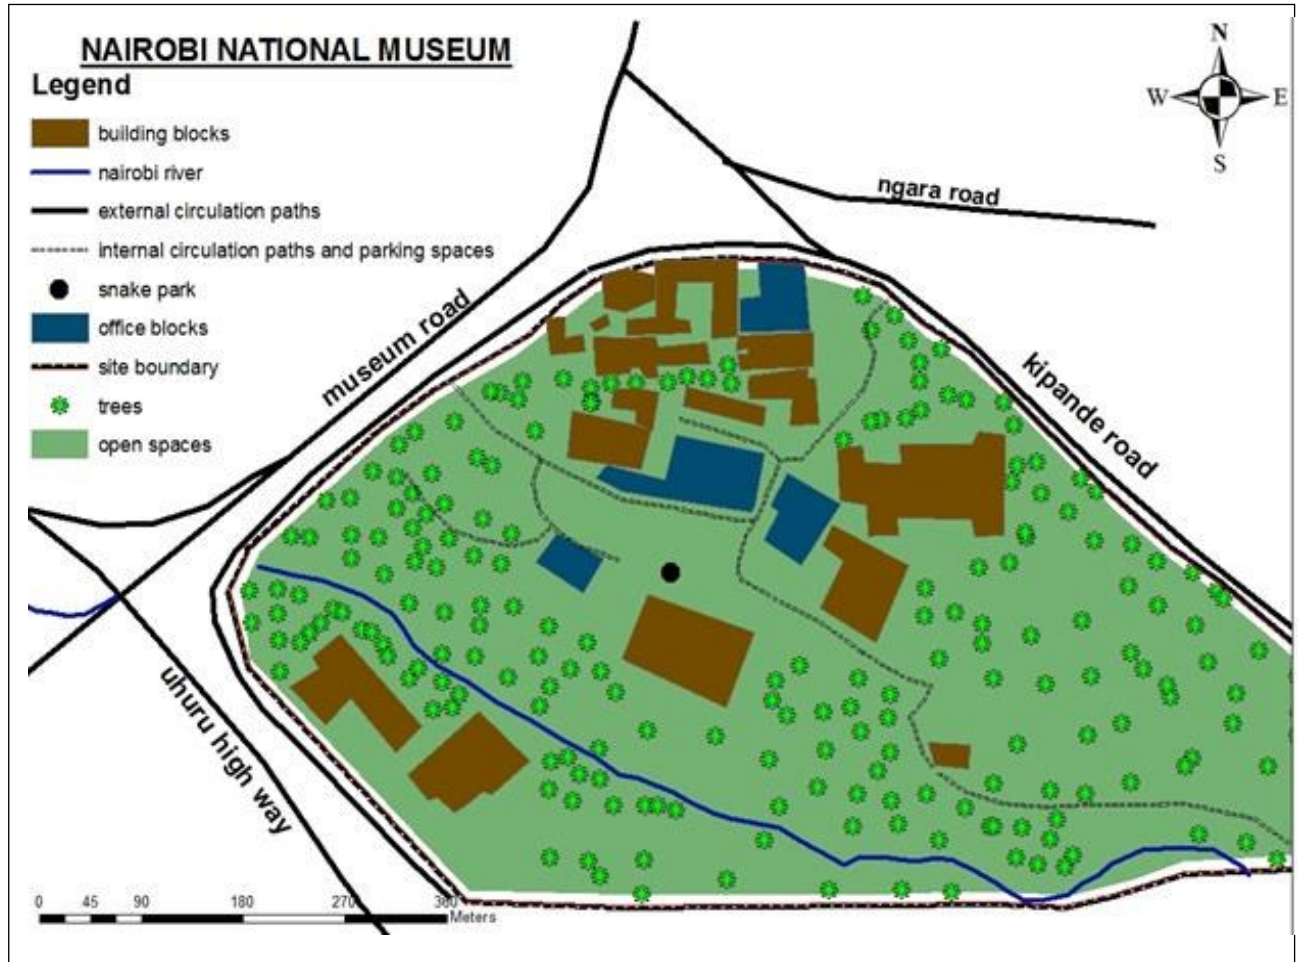 NAIROBI NATIONAL MUSEUM
Legend
building blocks
nairobi river
external circulation paths
internal circulation paths and parking spaces
snake park
office blocks
site boundary
trees
open spaces
N
W
E
S
ngara road
museum road
kipande road
uhuru high way
0 45 90 180 270 360
Meters